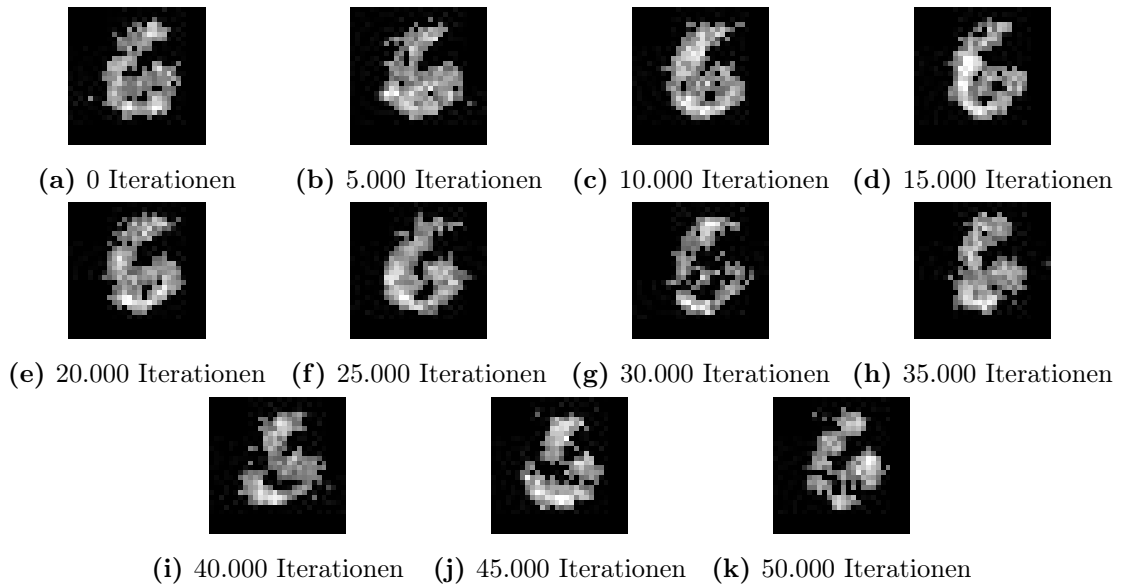 (a) 0 Iterationen (b) 5.000 Iterationen (c) 10.000 Iterationen (d) 15.000 Iterationen
(e) 20.000 Iterationen (f) 25.000 Iterationen (g) 30.000 Iterationen (h) 35.000 Iterationen
(i) 40.000 Iterationen (j) 45.000 Iterationen (k) 50.000 Iterationen